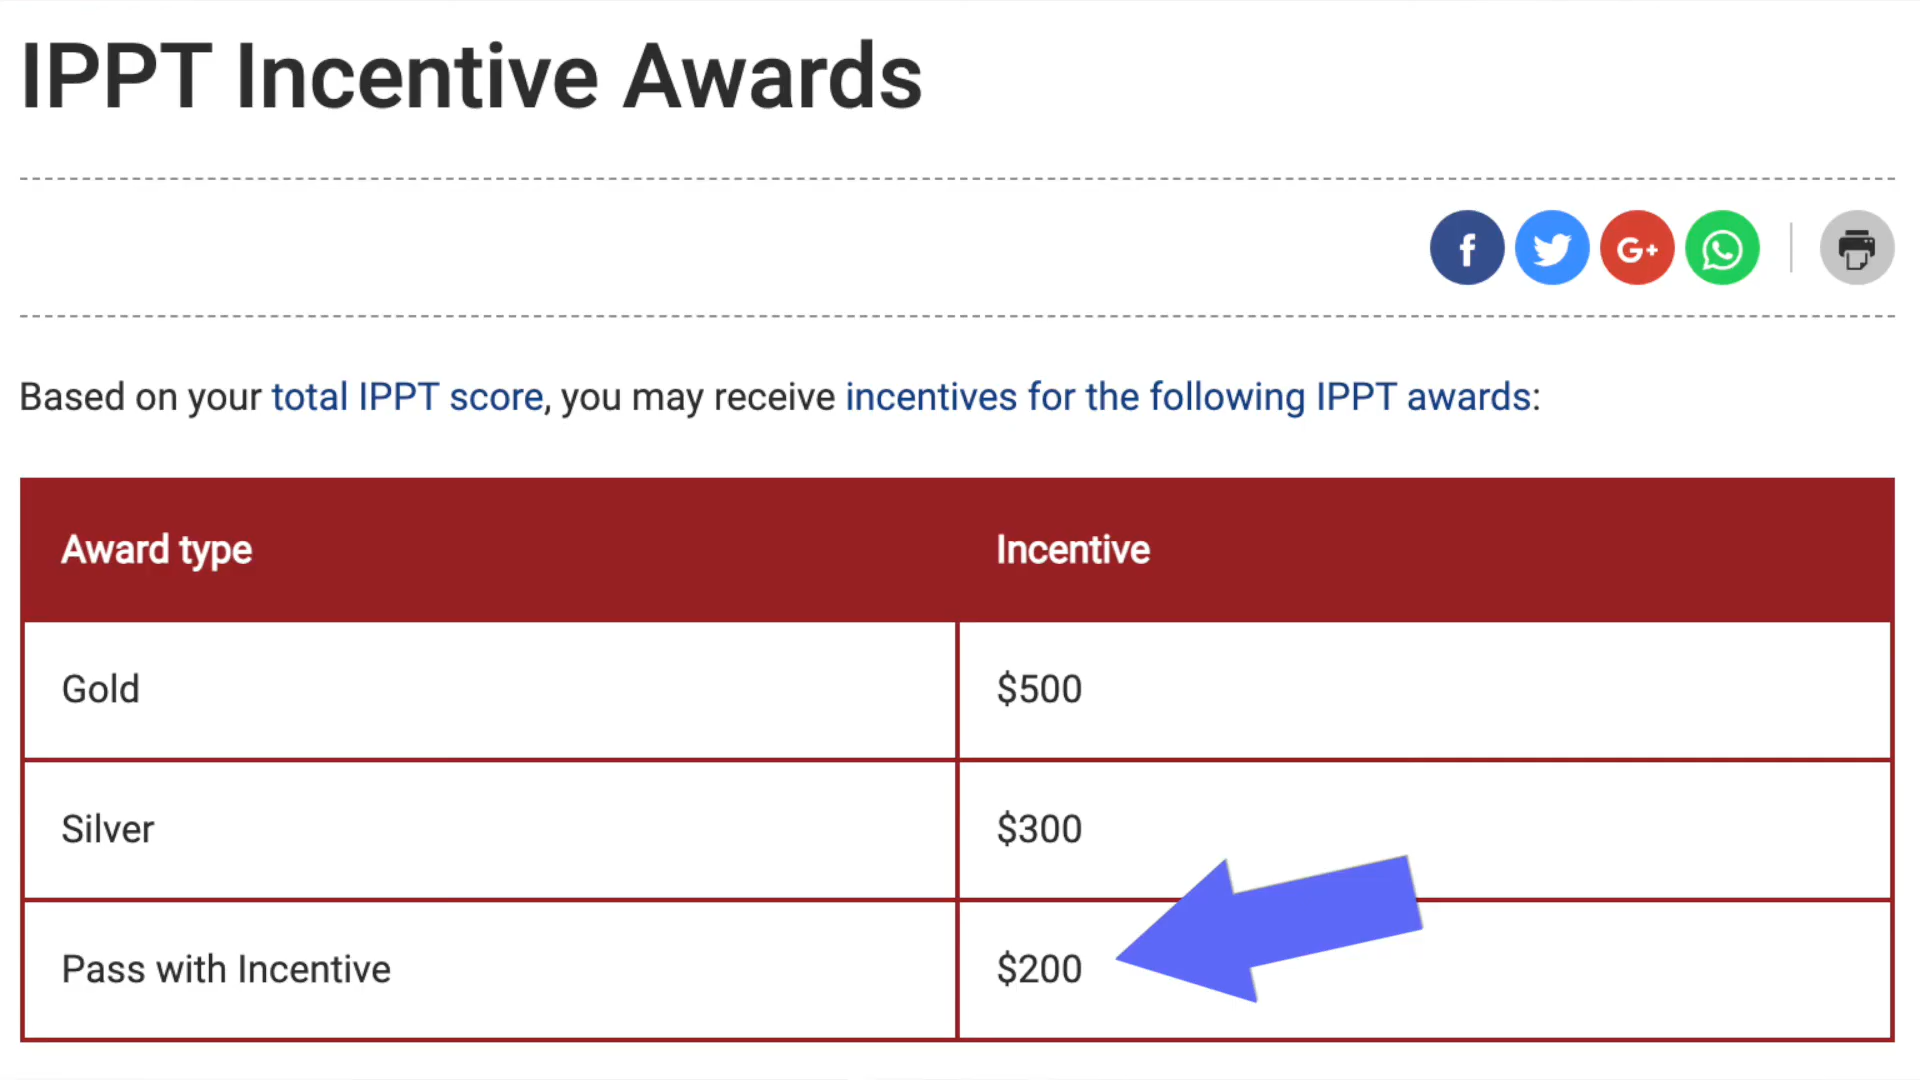 IPPT Incentive Awards
f G+
Based on your total IPPT score, you may receive incentives for the following IPPT awards:
Award type Incentive
Gold $500
Silver $300
Pass with Incentive $200